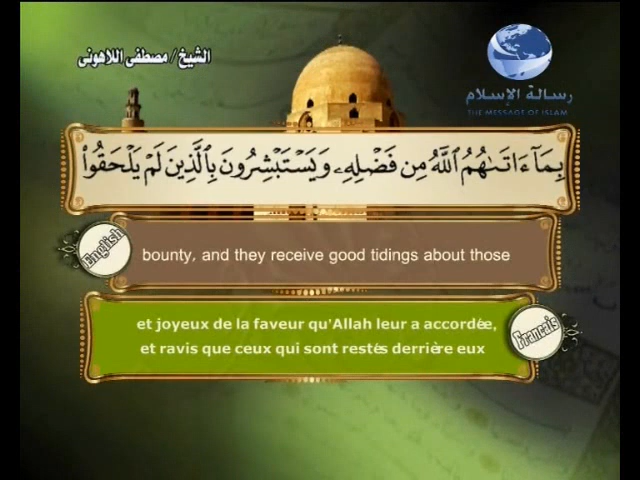 الشيخ / مصطفى اللاهونى
رسالة الإسلام
THE MESSAGE OF ISLAM
بِمَآ ءَاتَىٰهُمُ ٱللَّهُ مِن فَضْلِهِۦ وَيَسْتَبْشِرُونَ بِٱلَّذِينَ لَمْ يَلْحَقُوا۟
English
bounty, and they receive good tidings about those
et joyeux de la faveur qu'Allah leur a accordée,
et ravis que ceux qui sont restés derrière eux
Francais